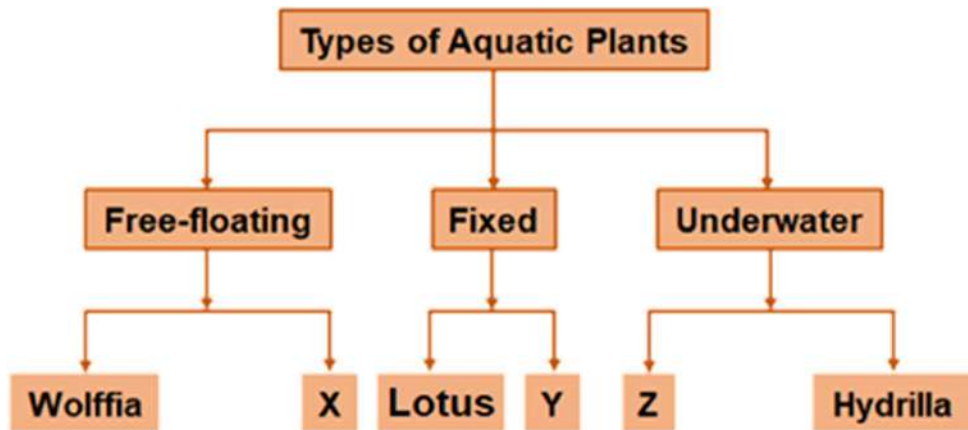 Types of Aquatic Plants
Free-floating
Fixed
Underwater
Wolffia
X
Lotus
Y
Z
Hydrilla